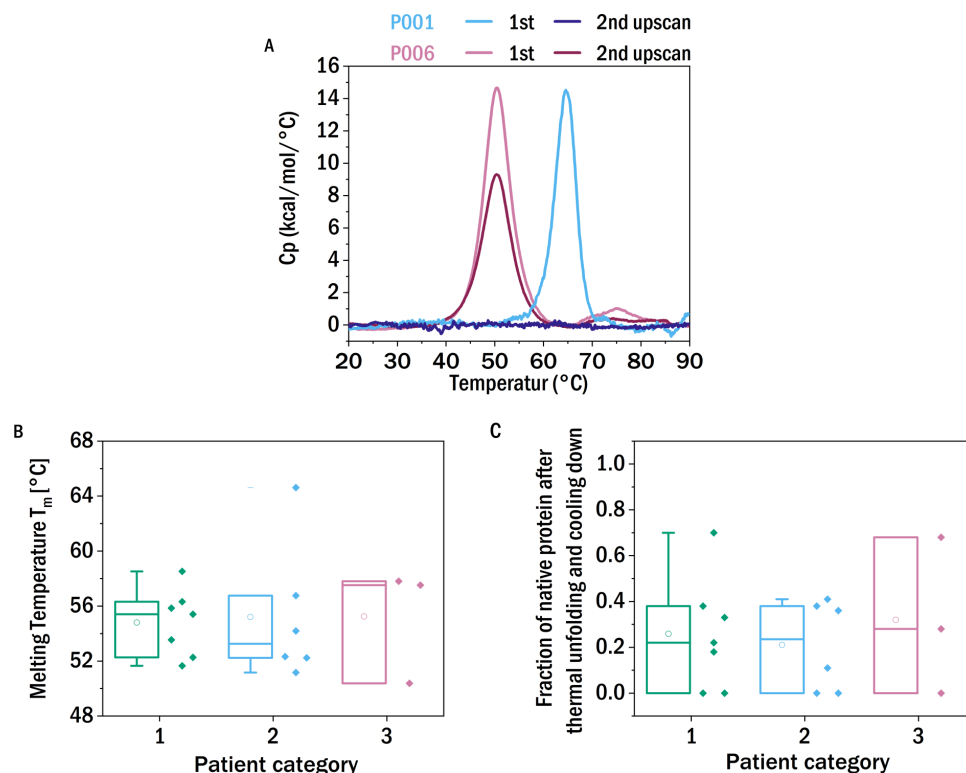 P001 1st 2nd upscan
P006 1st 2nd upscan
A
16
14
12
10
8
6
4
2
0
Cp (kcal/mol/°C)
20 30 40 50 60 70 80 90
Temperatur (°C)
B
68
64
60
56
52
48
Melting Temperature Tm [°C]
1 2 3
Patient category
C
1.0
0.8
0.6
0.4
0.2
0.0
Fraction of native protein after
thermal unfolding and cooling down
1 2 3
Patient category